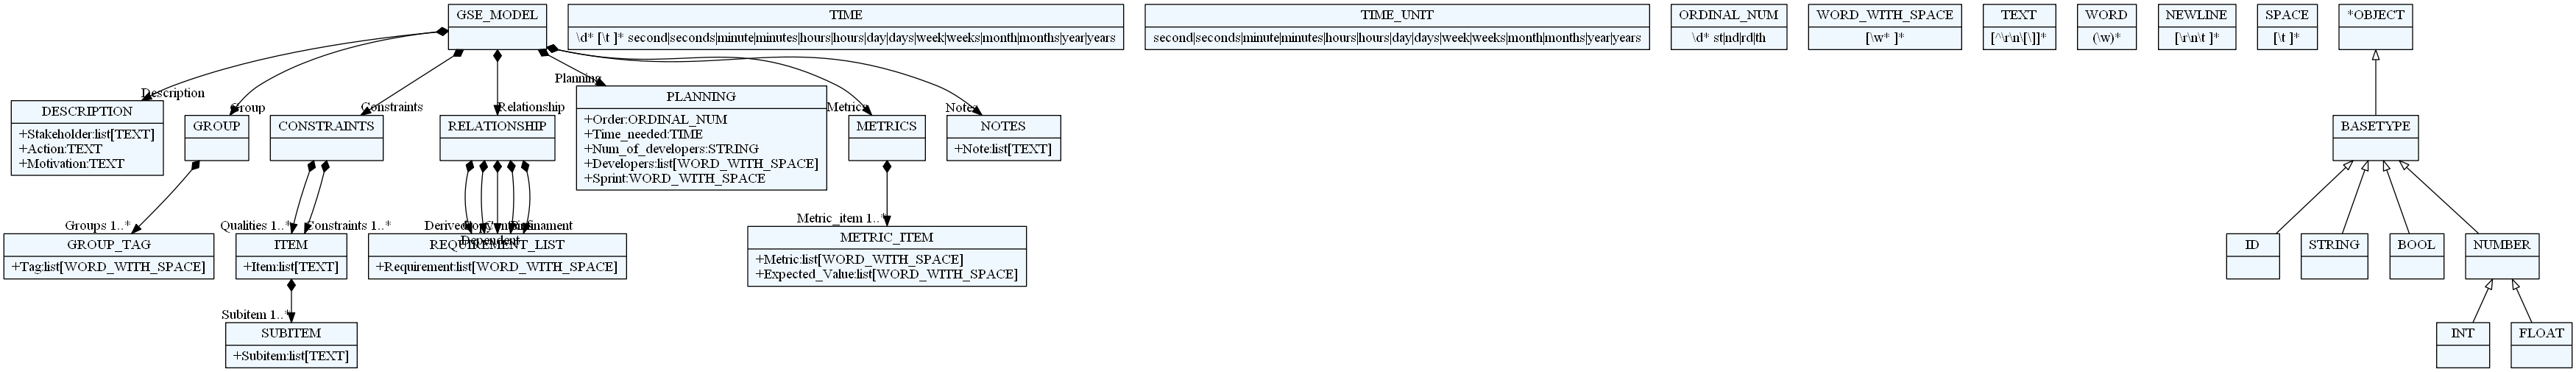 GSE_MODEL
TIME
\d* [\t ]* second|seconds|minute|minutes|hours|hours|day|days|week|weeks|month|months|year|years
TIME_UNIT
second|seconds|minute|minutes|hours|hours|day|days|week|weeks|month|months|year|years
ORDINAL_NUM
\d* st|nd|rd|th
WORD_WITH_SPACE
[\w* ]*
TEXT
[^\r\n\[\]]*
WORD
(\w)*
NEWLINE
[\r\n\t ]*
SPACE
[\t ]*
*OBJECT
Description
Group
Constraints
Relationship
Planning
Metrics
Notes
DESCRIPTION
+Stakeholder:list[TEXT]
+Action:TEXT
+Motivation:TEXT
GROUP
CONSTRAINTS
RELATIONSHIP
PLANNING
+Order:ORDINAL_NUM
+Time_needed:TIME
+Num_of_developers:STRING
+Developers:list[WORD_WITH_SPACE]
+Sprint:WORD_WITH_SPACE
METRICS
NOTES
+Note:list[TEXT]
BASETYPE
Groups 1..*
Qualities 1..*
Constraints 1..*
Dependent
Metric_item 1..*
GROUP_TAG
+Tag:list[WORD_WITH_SPACE]
ITEM
+Item:list[TEXT]
REQUIREMENT_LIST
+Requirement:list[WORD_WITH_SPACE]
METRIC_ITEM
+Metric:list[WORD_WITH_SPACE]
+Expected_Value:list[WORD_WITH_SPACE]
ID
STRING
BOOL
NUMBER
Subitem 1..*
SUBITEM
+Subitem:list[TEXT]
INT
FLOAT